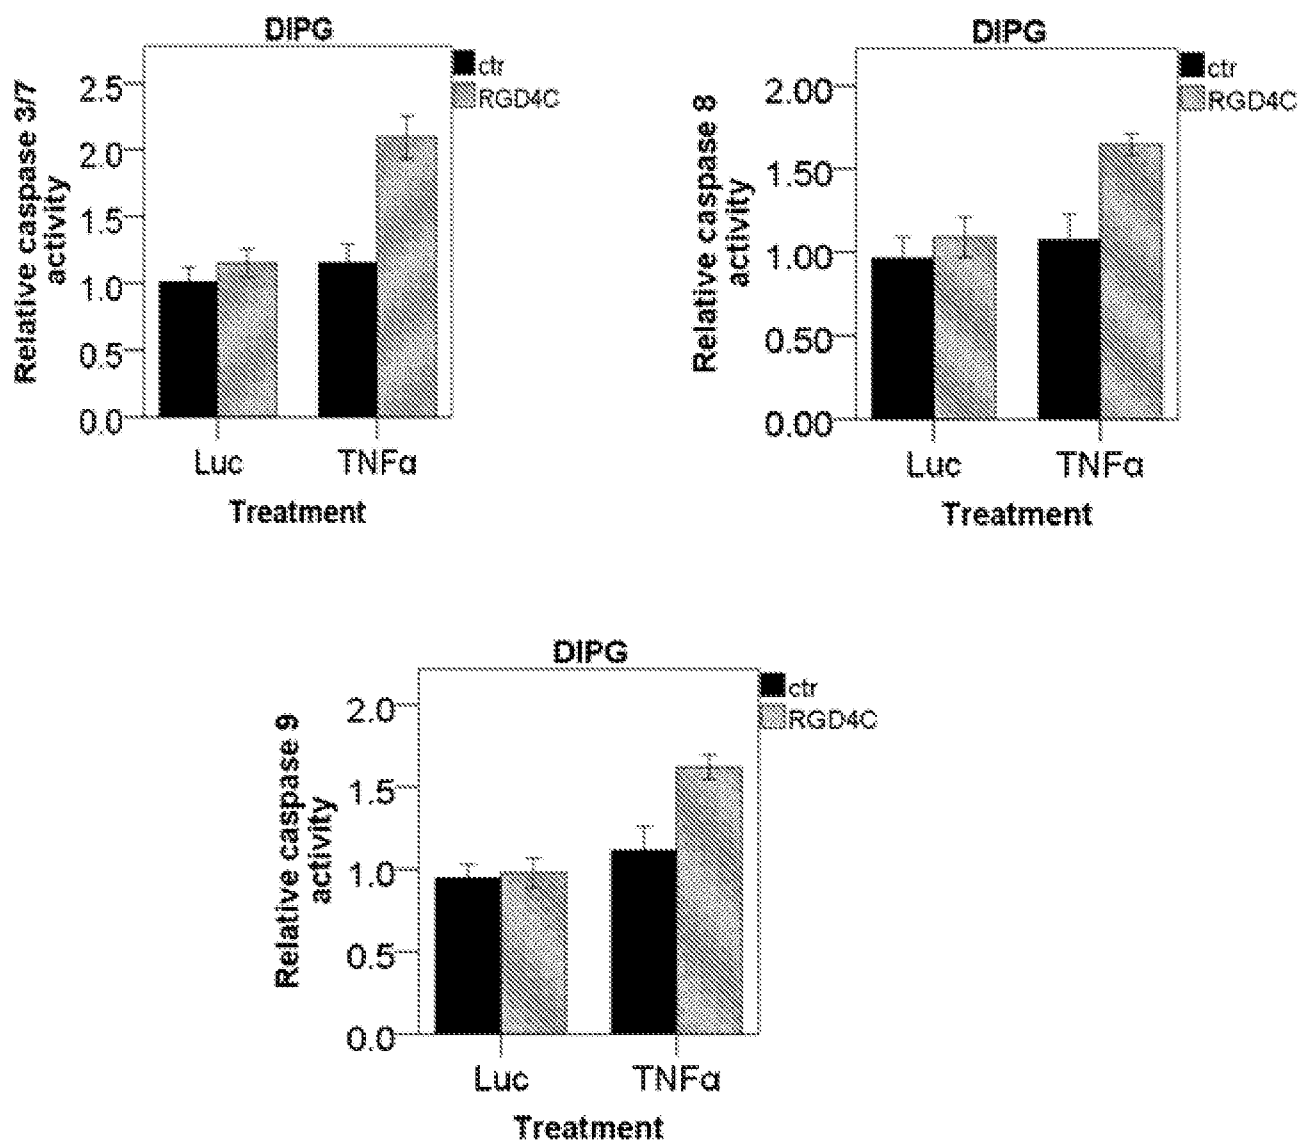 DIPG
ctr
RGD4C
Relative caspase 3/7
activity
2.5
2.0
1.5
1.0
0.5
0.0
Luc
TNFα
Treatment
DIPG
ctr
RGD4C
Relative caspase 8
activity
2.00
1.50
1.00
0.50
0.00
Luc
TNFα
Treatment
DIPG
ctr
RGD4C
Relative caspase 9
activity
2.0
1.5
1.0
0.5
0.0
Luc
TNFα
Treatment